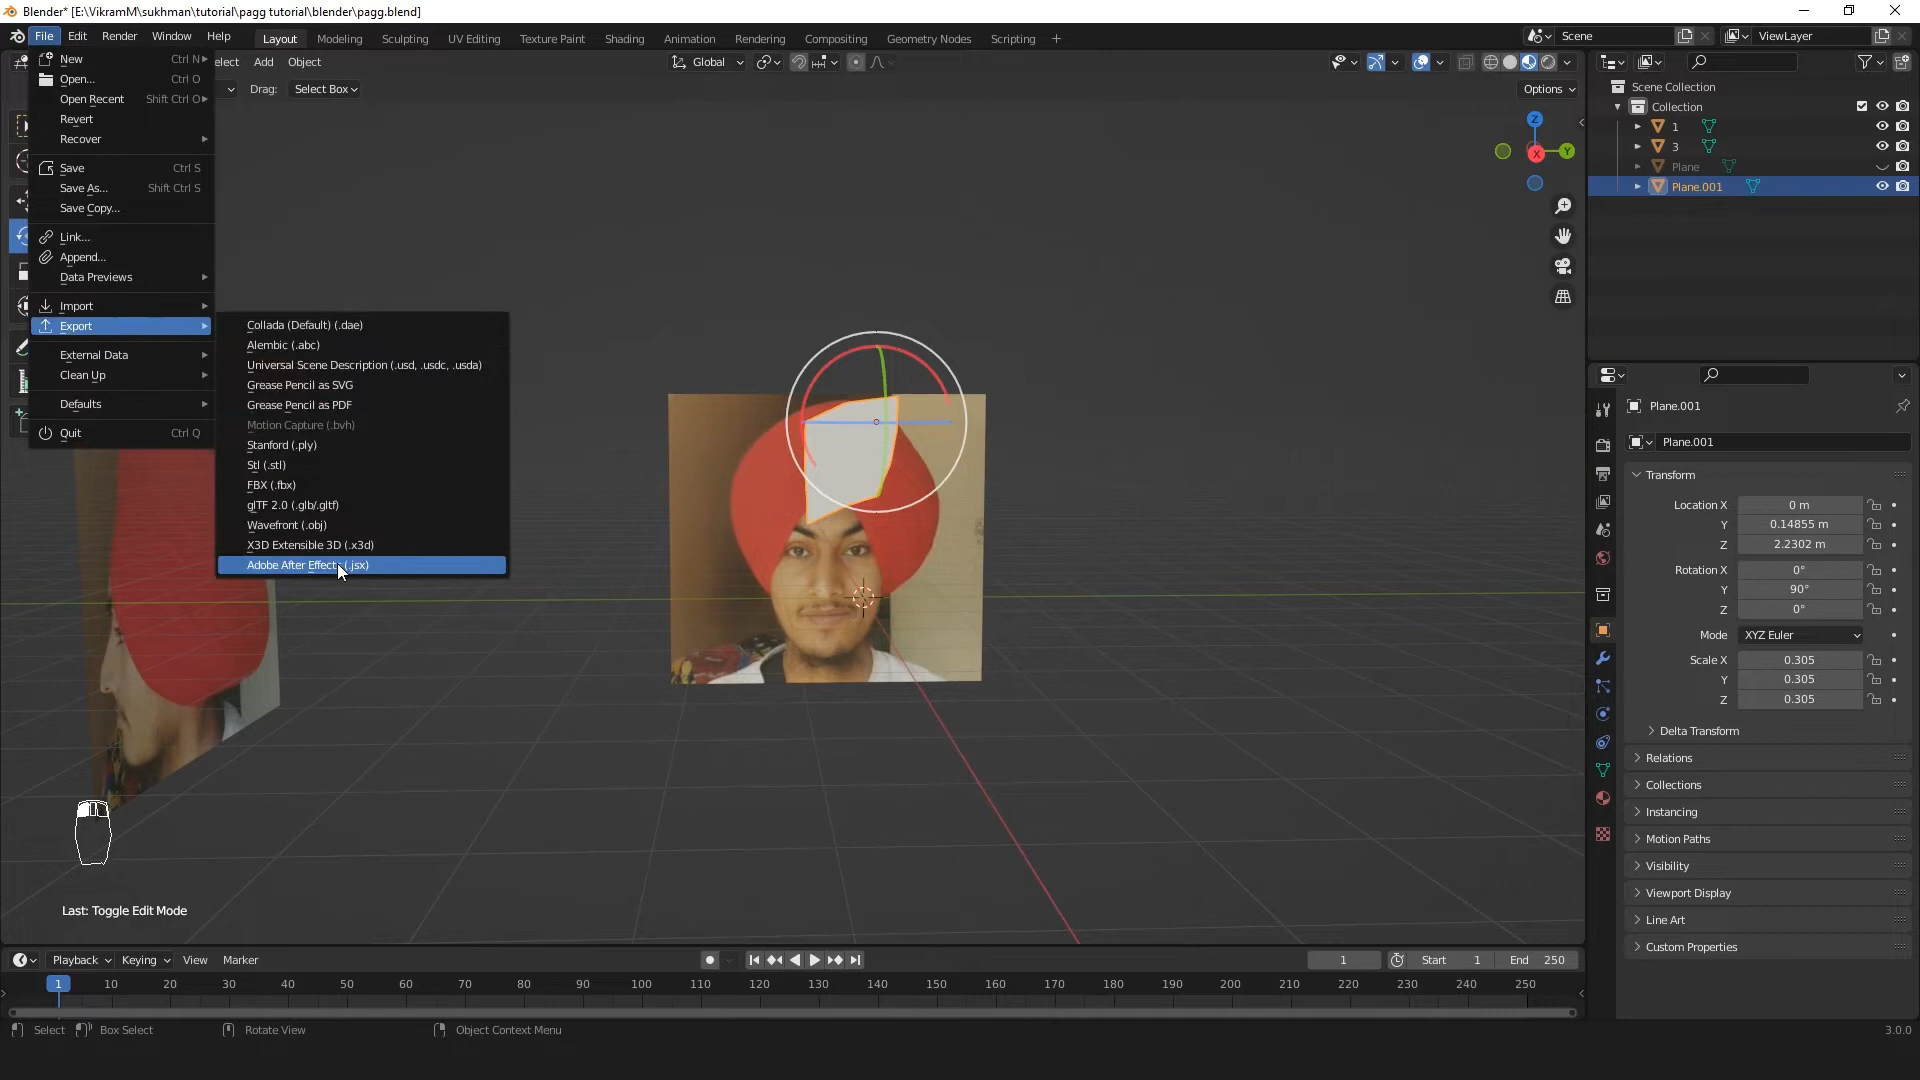 Blender* [E:\VikramM\sukhman\tutorial\pagg tutorial\blender\pagg.blend]
File Edit Render Window Help
Layout Modeling Sculpting UV Editing Texture Paint Shading Animation Rendering Compositing Geometry Nodes Scripting +
Scene
ViewLayer
New Ctrl N
Open... Ctrl O
Open Recent Shift Ctrl O
Revert
Recover
Save Ctrl S
Save As... Shift Ctrl S
Save Copy...
Link...
Append...
Data Previews
Import
Export
External Data
Clean Up
Defaults
Quit Ctrl Q
Collada (Default) (.dae)
Alembic (.abc)
Universal Scene Description (.usd, .usdc, .usda)
Grease Pencil as SVG
Grease Pencil as PDF
Motion Capture (.bvh)
Stanford (.ply)
Stl (.stl)
FBX (.fbx)
glTF 2.0 (.glb/.gltf)
Wavefront (.obj)
X3D Extensible 3D (.x3d)
Adobe After Effects (.jsx)
elect Add Object
Global
Drag: Select Box
Options
Z
X
Y
Last: Toggle Edit Mode
Scene Collection
Collection
1
3
Plane
Plane.001
Plane.001
Plane.001
Transform
Location X 0 m
Y 0.14855 m
Z 2.2302 m
Rotation X 0°
Y 90°
Z 0°
Mode XYZ Euler
Scale X 0.305
Y 0.305
Z 0.305
Delta Transform
Relations
Collections
Instancing
Motion Paths
Visibility
Viewport Display
Line Art
Custom Properties
Playback Keying View Marker
1 Start 1 End 250
1 10 20 30 40 50 60 70 80 90 100 110 120 130 140 150 160 170 180 190 200 210 220 230 240 250
Select Box Select Rotate View Object Context Menu
3.0.0